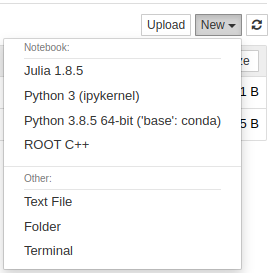 Upload New
Notebook:
Julia 1.8.5
ze
Python 3 (ipykernel)
1 B
Python 3.8.5 64-bit ('base': conda)
5 B
ROOT C++
Other:
Text File
Folder
Terminal